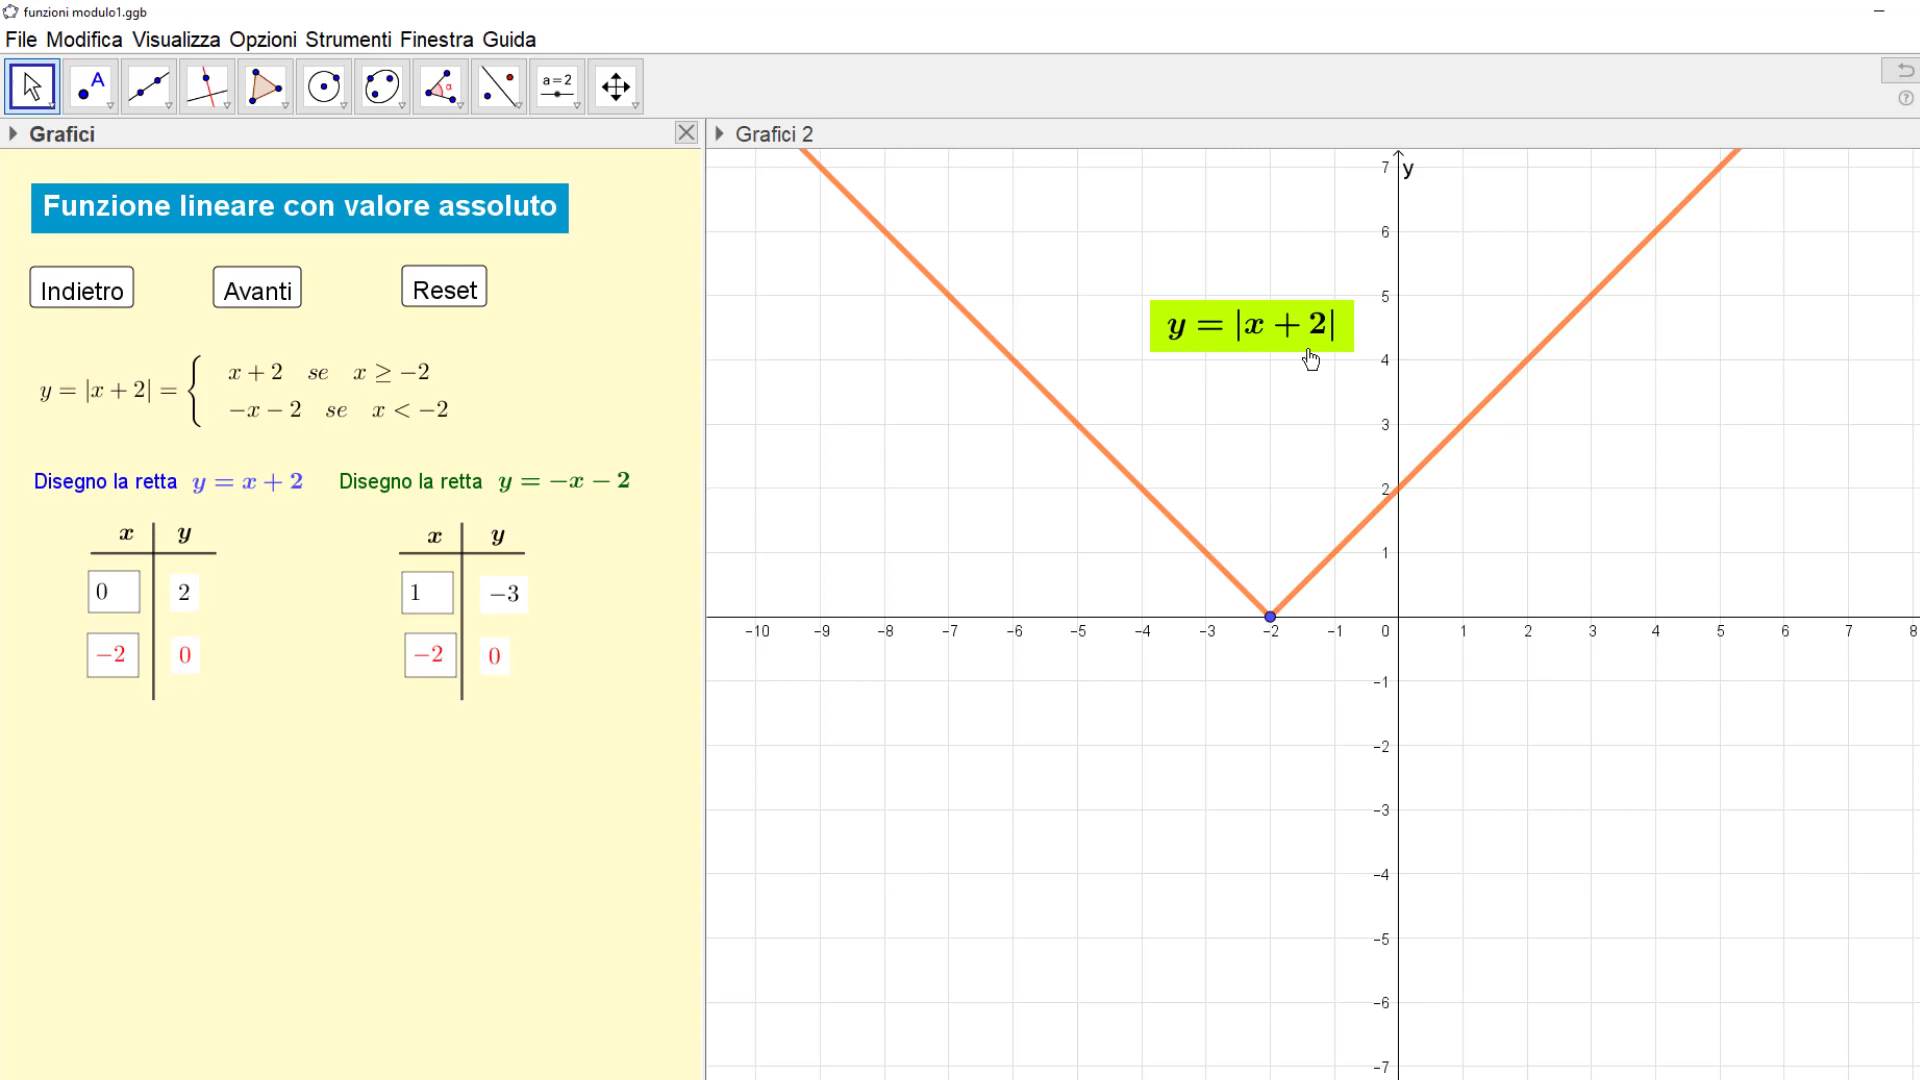 funzioni modulo1.ggb
File Modifica Visualizza Opzioni Strumenti Finestra Guida
A α a=2
Grafici
Grafici 2
Funzione lineare con valore assoluto
Indietro Avanti Reset
y = |x + 2| = { x + 2 se x ≥ −2
−x − 2 se x < −2
Disegno la retta y = x + 2 Disegno la retta y = −x − 2
x y x y
0 2 1 −3
−2 0 −2 0
y
y = |x + 2|
7
6
5
4
3
2
1
−10 −9 −8 −7 −6 −5 −4 −3 −2 −1 0 1 2 3 4 5 6 7 8
−1
−2
−3
−4
−5
−6
−7